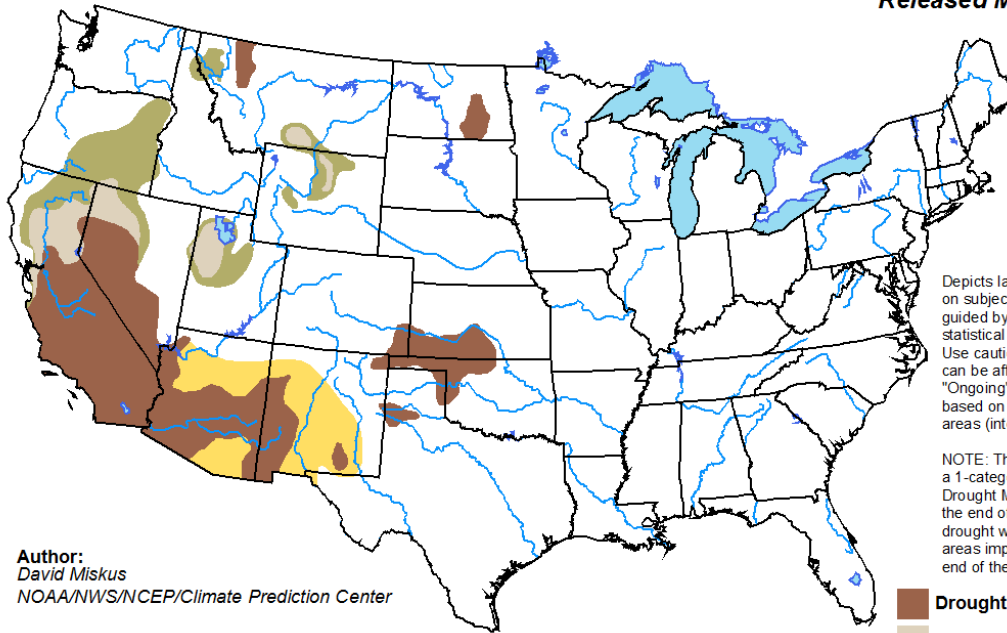 Released M
Depicts la
on subjec
guided by
statistical
Use cauti
can be aff
"Ongoing"
based on
areas (int
NOTE: Th
a 1-categ
Drought M
the end of
drought w
areas imp
end of the
Author:
David Miskus
NOAA/NWS/NCEP/Climate Prediction Center
Drought